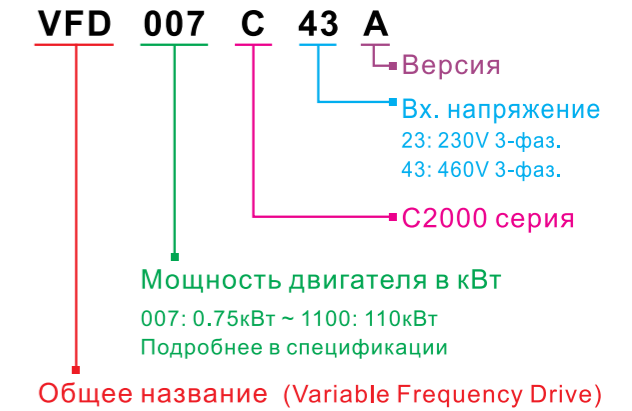 VFD 007 C 43 A
Версия
Вх. напряжение
23: 230V 3-фаз.
43: 460V 3-фаз.
C2000 серия
Мощность двигателя в кВт
007: 0.75кВт ~ 1100: 110кВт
Подробнее в спецификации
Общее название (Variable Frequency Drive)